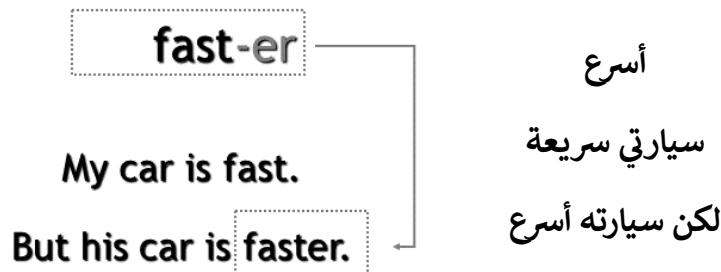 fast-er
أسرع
My car is fast.
سيارتي سريعة
But his car is faster.
لكن سيارته أسرع